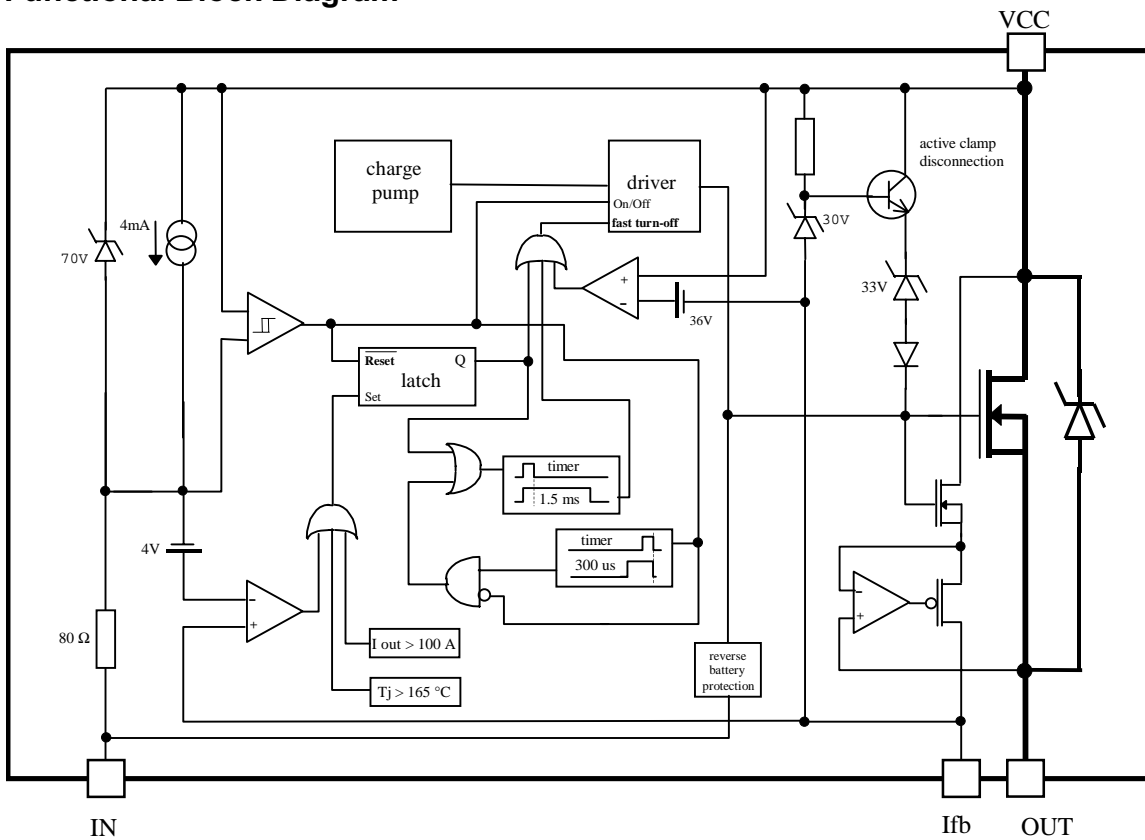 Functional Block Diagram
VCC
active clamp
disconnection
charge
pump
driver
On/Off
fast turn-off
4mA
70V
30V
33V
+
−
36V
Reset
Q
latch
Set
timer
1.5 ms
4V
timer
300 us
−
+
−
+
80 Ω
I out > 100 A
Tj > 165 °C
reverse
battery
protection
IN
Ifb
OUT